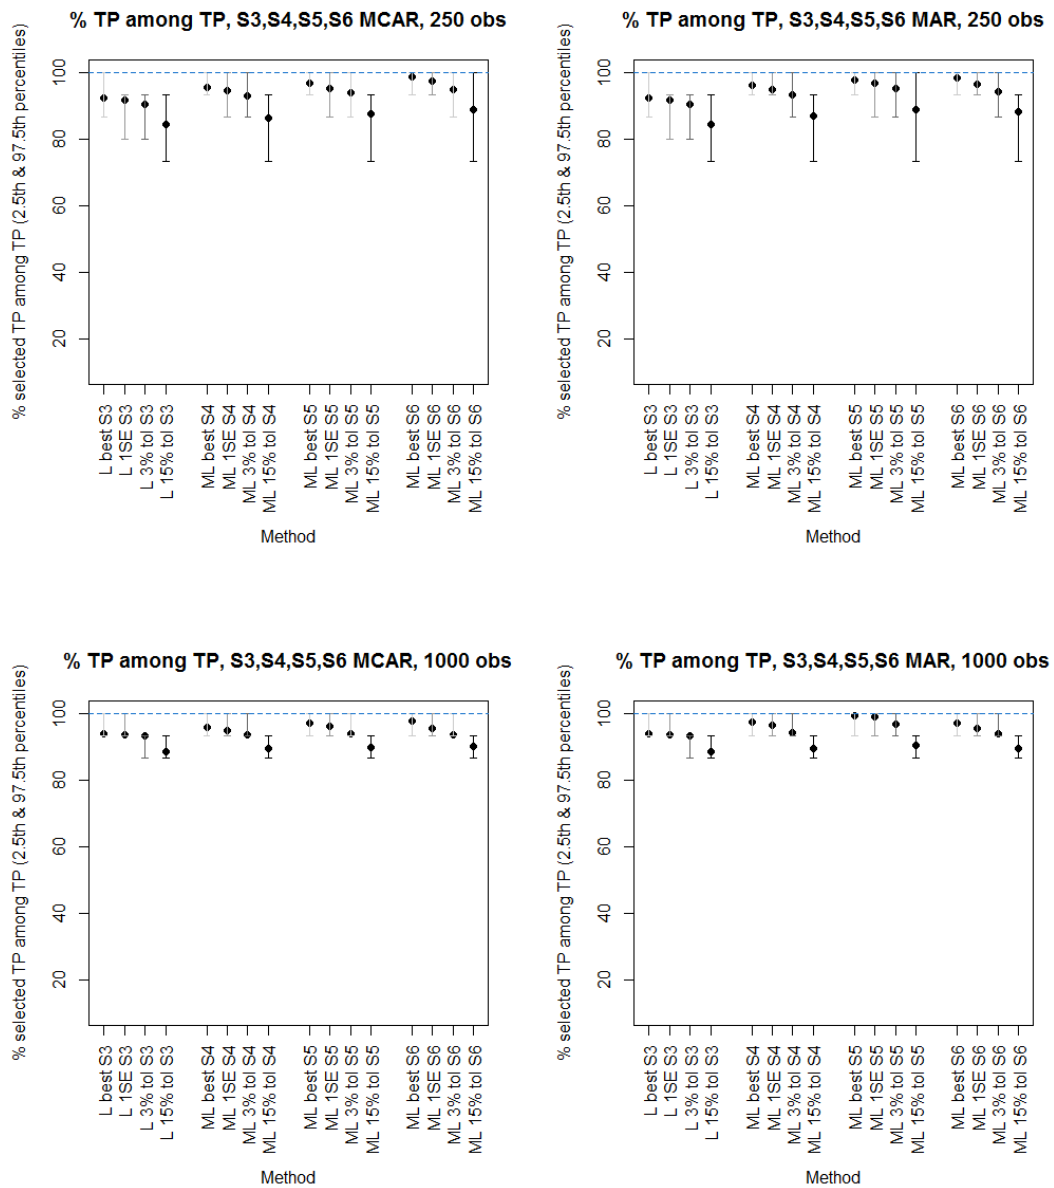 % TP among TP, S3,S4,S5,S6 MCAR, 250 obs
% selected TP among TP (2.5th & 97.5th percentiles)
100
80
60
40
20
L best S3
L 1SE S3
L 3% tol S3
L 15% tol S3
ML best S4
ML 1SE S4
ML 3% tol S4
ML 15% tol S4
ML best S5
ML 1SE S5
ML 3% tol S5
ML 15% tol S5
ML best S6
ML 1SE S6
ML 3% tol S6
ML 15% tol S6
Method
% TP among TP, S3,S4,S5,S6 MAR, 250 obs
% selected TP among TP (2.5th & 97.5th percentiles)
100
80
60
40
20
L best S3
L 1SE S3
L 3% tol S3
L 15% tol S3
ML best S4
ML 1SE S4
ML 3% tol S4
ML 15% tol S4
ML best S5
ML 1SE S5
ML 3% tol S5
ML 15% tol S5
ML best S6
ML 1SE S6
ML 3% tol S6
ML 15% tol S6
Method
% TP among TP, S3,S4,S5,S6 MCAR, 1000 obs
% selected TP among TP (2.5th & 97.5th percentiles)
100
80
60
40
20
L best S3
L 1SE S3
L 3% tol S3
L 15% tol S3
ML best S4
ML 1SE S4
ML 3% tol S4
ML 15% tol S4
ML best S5
ML 1SE S5
ML 3% tol S5
ML 15% tol S5
ML best S6
ML 1SE S6
ML 3% tol S6
ML 15% tol S6
Method
% TP among TP, S3,S4,S5,S6 MAR, 1000 obs
% selected TP among TP (2.5th & 97.5th percentiles)
100
80
60
40
20
L best S3
L 1SE S3
L 3% tol S3
L 15% tol S3
ML best S4
ML 1SE S4
ML 3% tol S4
ML 15% tol S4
ML best S5
ML 1SE S5
ML 3% tol S5
ML 15% tol S5
ML best S6
ML 1SE S6
ML 3% tol S6
ML 15% tol S6
Method